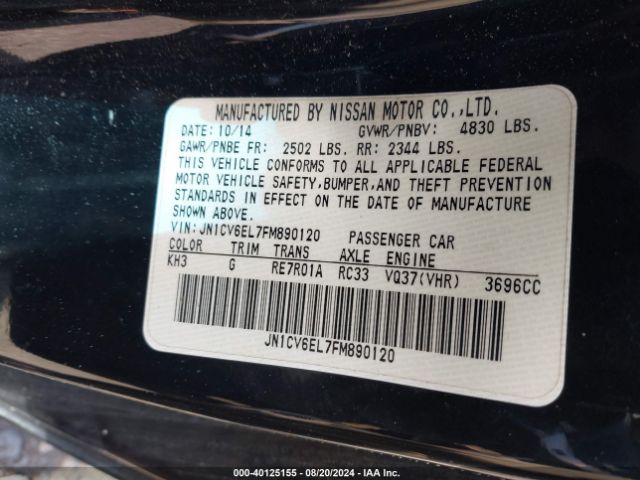 MANUFACTURED BY NISSAN MOTOR CO.,LTD.
DATE: 10/14 GVWR/PNBV: 4830 LBS.
GAWR/PNBE FR: 2502 LBS. RR: 2344 LBS.
THIS VEHICLE CONFORMS TO ALL APPLICABLE FEDERAL
MOTOR VEHICLE SAFETY,BUMPER,AND THEFT PREVENTION
STANDARDS IN EFFECT ON THE DATE OF MANUFACTURE
SHOWN ABOVE.
VIN:JN1CV6EL7FM890120 PASSENGER CAR
COLOR TRIM TRANS AXLE ENGINE
KH3 G RE7R01A RC33 VQ37(VHR) 3696CC
JN1CV6EL7FM890120
000-40125155 - 08/20/2024 - IAA Inc.